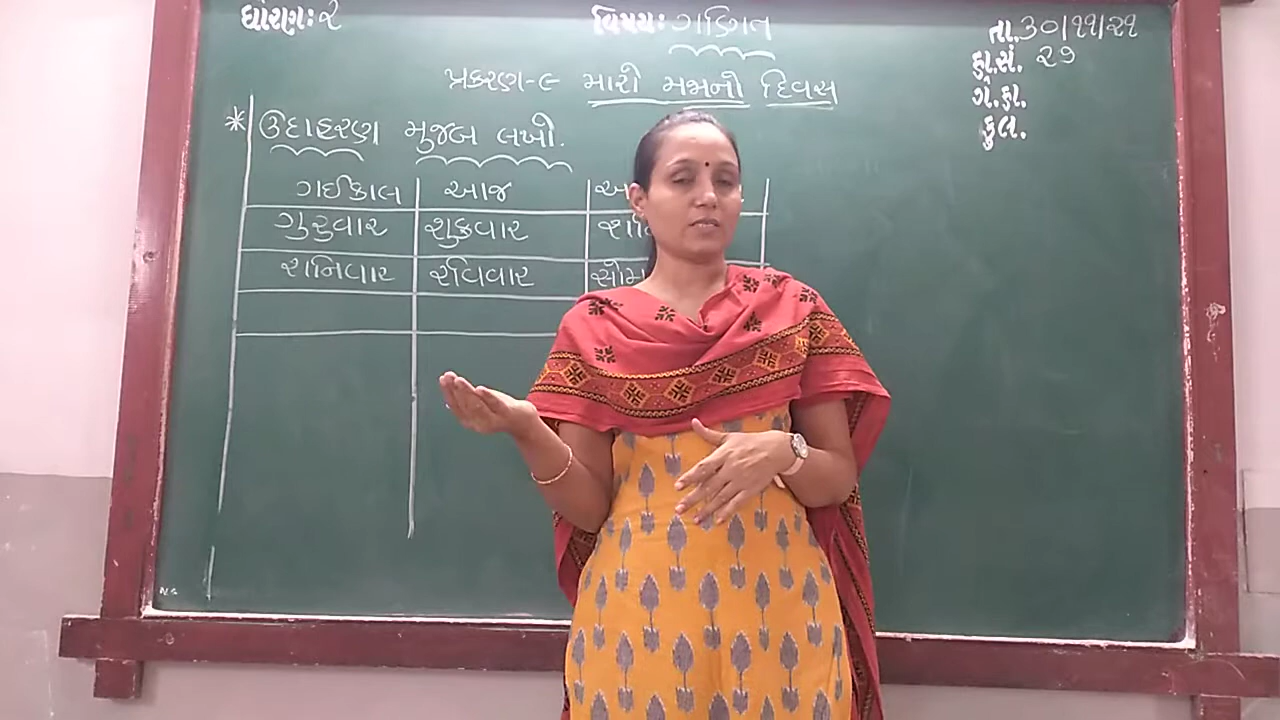 ધોરણ: ૨
વિષય: ગણિત
તા. ૩૦/૧૧/૨૧
હા.સં. ૨૭
ગે.હા.
કુલ.
પ્રકરણ-૯ મારો મજાનો દિવસ
* ઉદાહરણ મુજબ લખો.
ગઈકાલ આજ
ગુરુવાર શુક્રવાર
શનિવાર રવિવાર સોમ